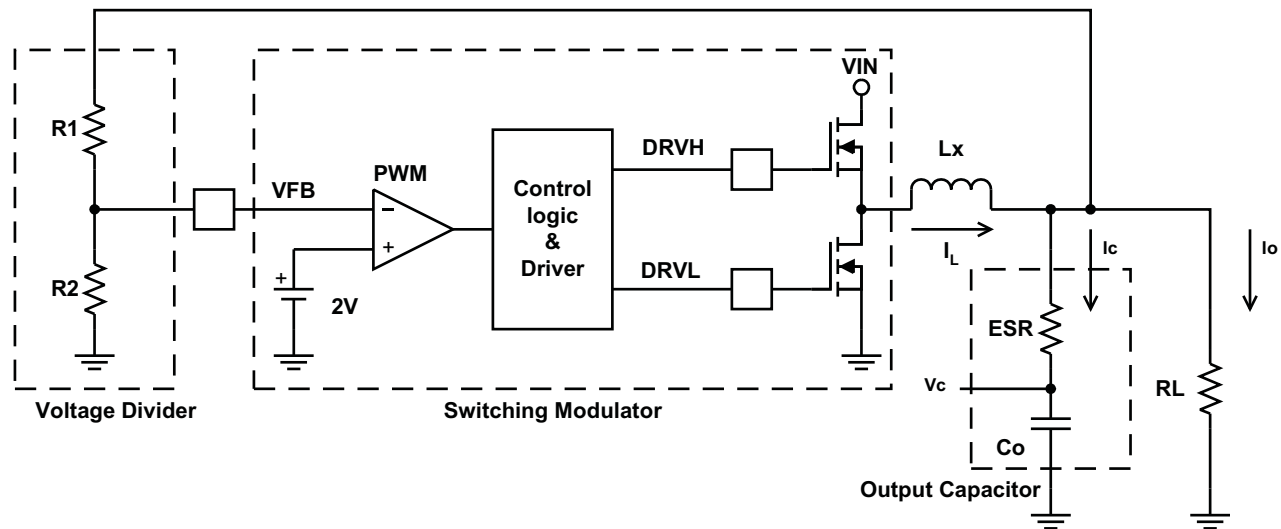 VIN
R1
DRVH
Lx
PWM
VFB
−
Control
logic
&
Driver
+
IL
Ic
Io
R2
+
2V
DRVL
ESR
Vc
RL
Co
Voltage Divider
Switching Modulator
Output Capacitor